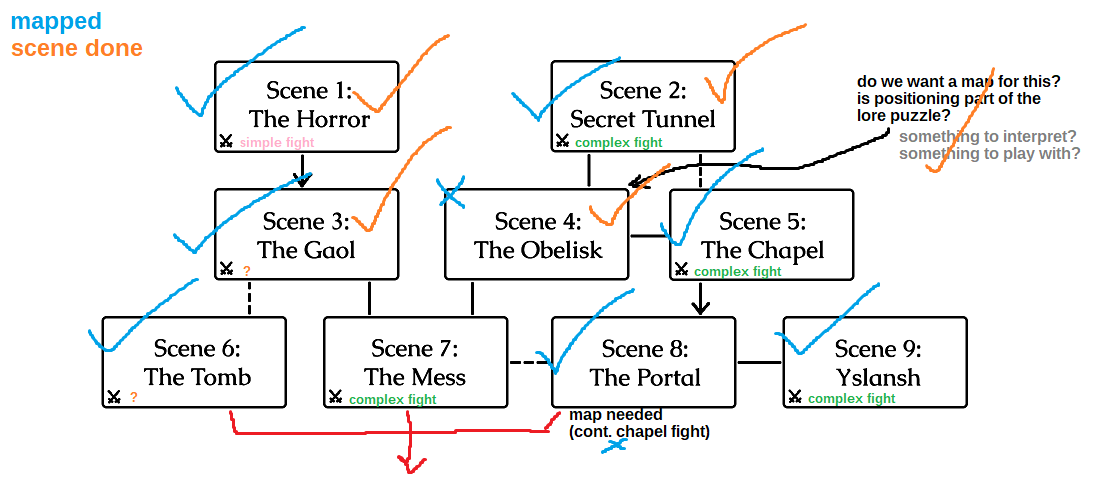 mapped
scene done
Scene 1:
The Horror
simple fight
Scene 2:
Secret Tunnel
complex fight
do we want a map for this?
is positioning part of the
lore puzzle?
something to interpret?
something to play with?
Scene 3:
The Gaol
?
Scene 4:
The Obelisk
Scene 5:
The Chapel
complex fight
Scene 6:
The Tomb
?
Scene 7:
The Mess
complex fight
Scene 8:
The Portal
map needed
(cont. chapel fight)
Scene 9:
Yslansh
complex fight